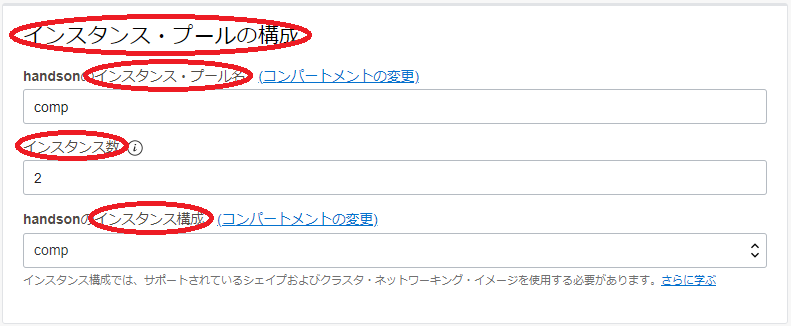 インスタンス・プールの構成
handsonのインスタンス・プール名 (コンパートメントの変更)
comp
インスタンス数 i
2
handsonのインスタンス構成 (コンパートメントの変更)
comp
インスタンス構成では、サポートされているシェイプおよびクラスタ・ネットワーキング・イメージを使用する必要があります。さらに学ぶ